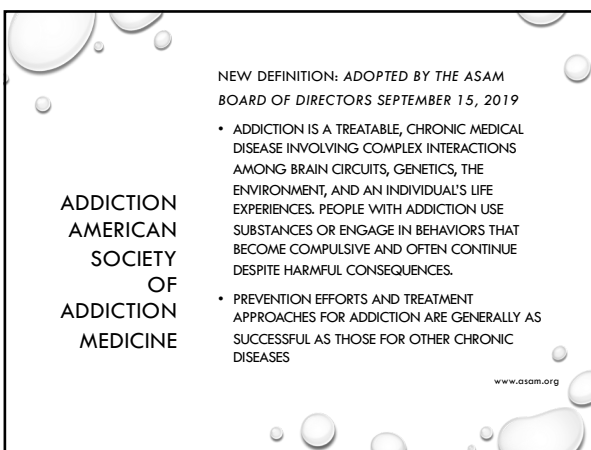 ADDICTION
AMERICAN
SOCIETY
OF
ADDICTION
MEDICINE
NEW DEFINITION: ADOPTED BY THE ASAM
BOARD OF DIRECTORS SEPTEMBER 15, 2019
• ADDICTION IS A TREATABLE, CHRONIC MEDICAL
DISEASE INVOLVING COMPLEX INTERACTIONS
AMONG BRAIN CIRCUITS, GENETICS, THE
ENVIRONMENT, AND AN INDIVIDUAL'S LIFE
EXPERIENCES. PEOPLE WITH ADDICTION USE
SUBSTANCES OR ENGAGE IN BEHAVIORS THAT
BECOME COMPULSIVE AND OFTEN CONTINUE
DESPITE HARMFUL CONSEQUENCES.
• PREVENTION EFFORTS AND TREATMENT
APPROACHES FOR ADDICTION ARE GENERALLY AS
SUCCESSFUL AS THOSE FOR OTHER CHRONIC
DISEASES
www.asam.org